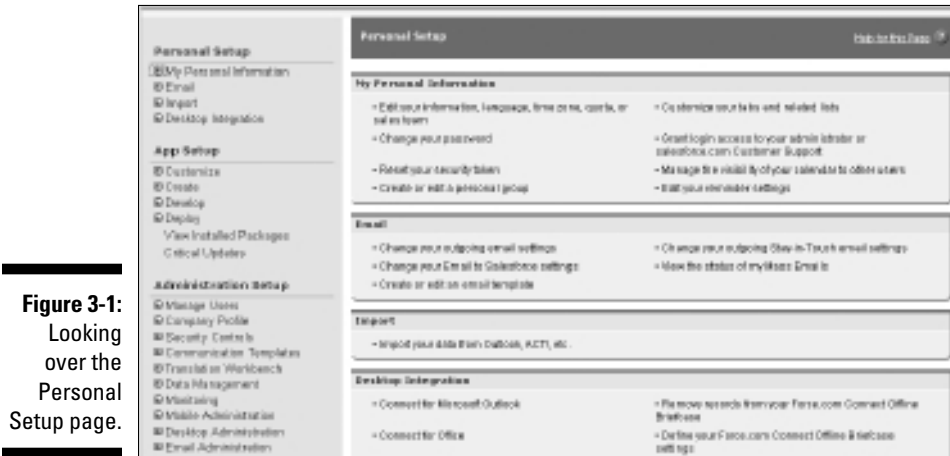 Personal Setup
My Personal Information
Email
Import
Desktop Integration
App Setup
Customize
Create
Develop
Deploy
View Installed Packages
Critical Updates
Administration Setup
Manage Users
Company Profile
Security Controls
Communication Templates
Translation Workbench
Data Management
Monitoring
Mobile Administration
Desktop Administration
Email Administration
Personal Setup
Help for this Page
My Personal Information
• Edit your information, language, time zone, quota, or
sales team
• Customize your tabs and related lists
• Change your password
• Grant login access to your administrator or
salesforce.com Customer Support
• Reset your security token
• Manage the visibility of your calendar to other users
• Create or edit a personal group
• Edit your reminder settings
Email
• Change your outgoing email settings
• Change your outgoing Stay-in-Touch email settings
• Change your Email to Salesforce settings
• View the status of my Mass Emails
• Create or edit an email template
Import
• Import your data from Outlook, ACT!, etc.
Desktop Integration
• Connect for Microsoft Outlook
• Remove records from your Force.com Connect Offline
Briefcase
• Connect for Office
• Define your Force.com Connect Offline Briefcase
settings
Figure 3-1:
Looking
over the
Personal
Setup page.